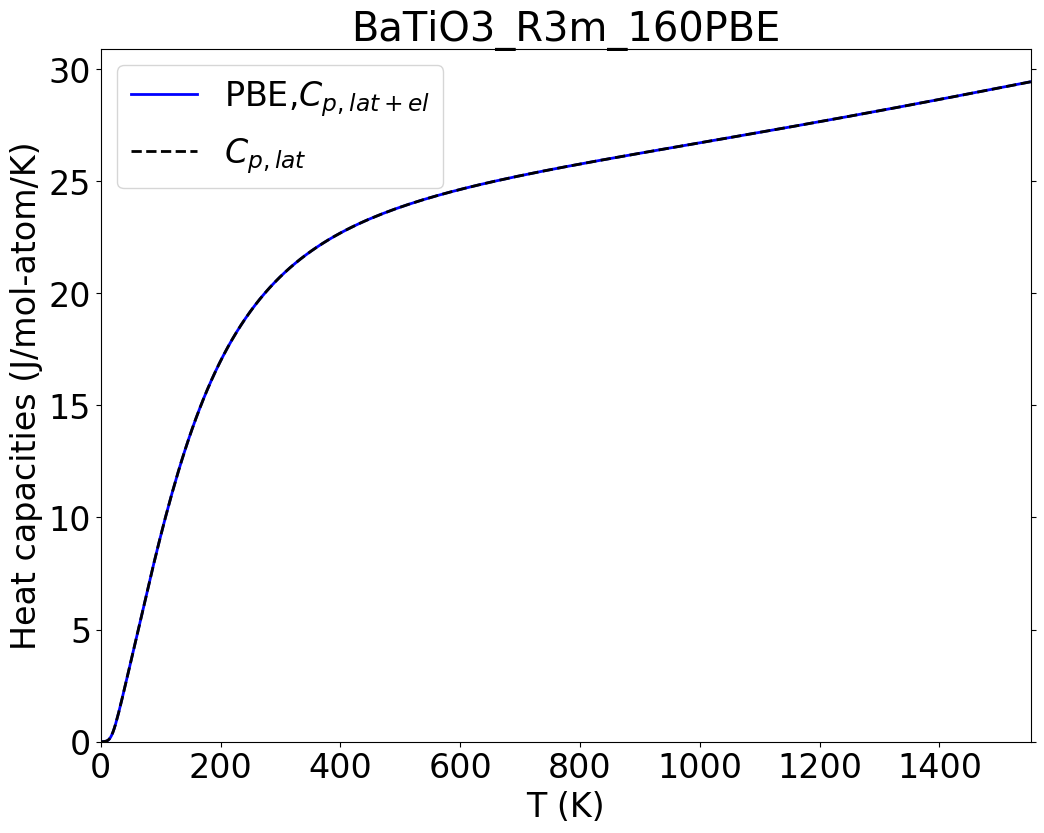 BaTiO3_R3m_160PBE
PBE,C_{p, lat + el}
C_{p, lat}
Heat capacities (J/mol-atom/K)
30
25
20
15
10
5
0
0 200 400 600 800 1000 1200 1400
T (K)